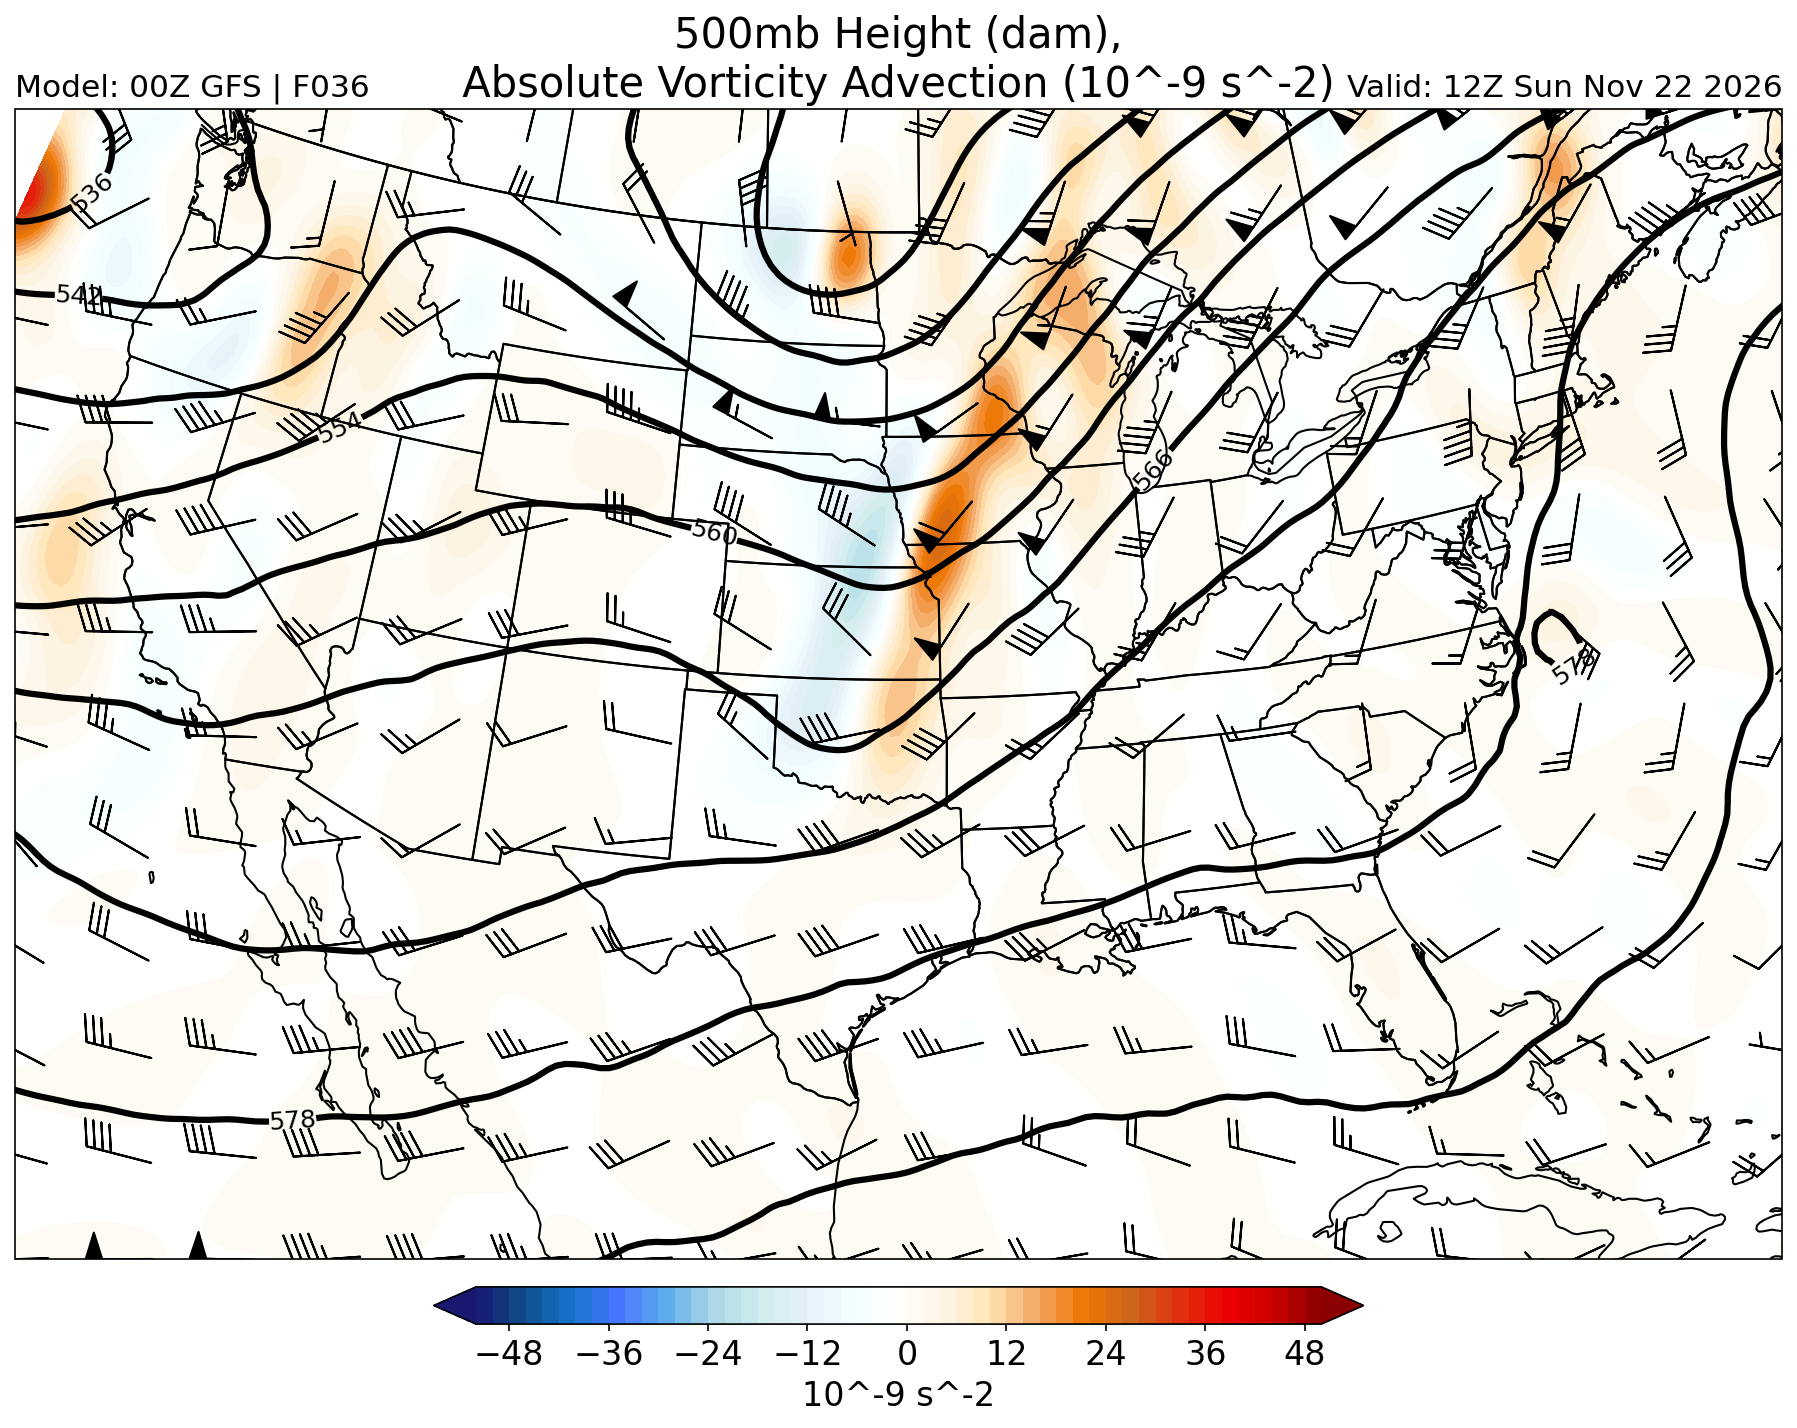 500mb Height (dam),
Model: 00Z GFS | F036
Absolute Vorticity Advection (10^-9 s^-2)
Valid: 12Z Sun Nov 22 2026
536
542
554
566
560
578
578
−48 −36 −24 −12 0 12 24 36 48
10^-9 s^-2